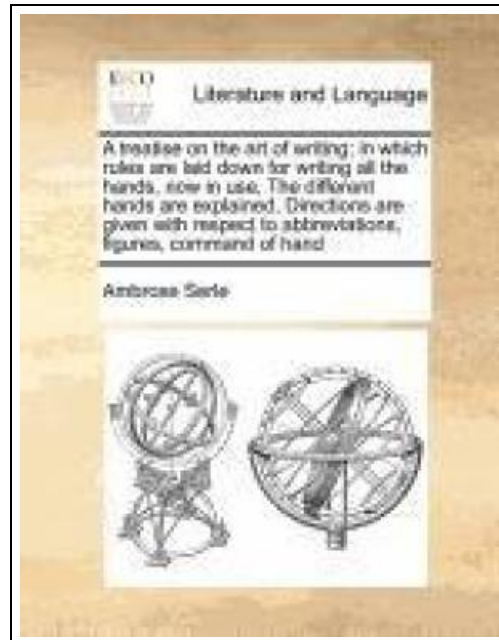 ECCO
Literature and Language
A treatise on the art of writing; in which
rules are laid down for writing all the
hands, now in use, The different
hands are explained, Directions are
given with respect to abbreviations,
figures, command of hand
Ambrose Serle